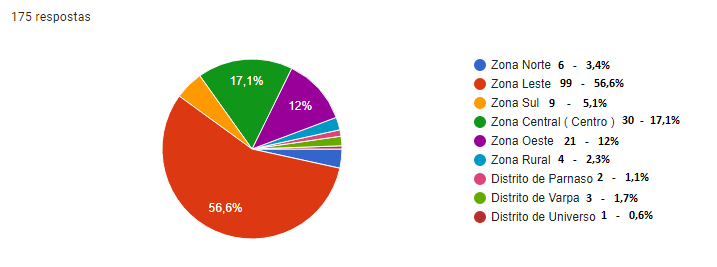 175 respostas
17,1%
12%
56,6%
Zona Norte 6 - 3,4%
Zona Leste 99 - 56,6%
Zona Sul 9 - 5,1%
Zona Central ( Centro ) 30 - 17,1%
Zona Oeste 21 - 12%
Zona Rural 4 - 2,3%
Distrito de Parnaso 2 - 1,1%
Distrito de Varpa 3 - 1,7%
Distrito de Universo 1 - 0,6%